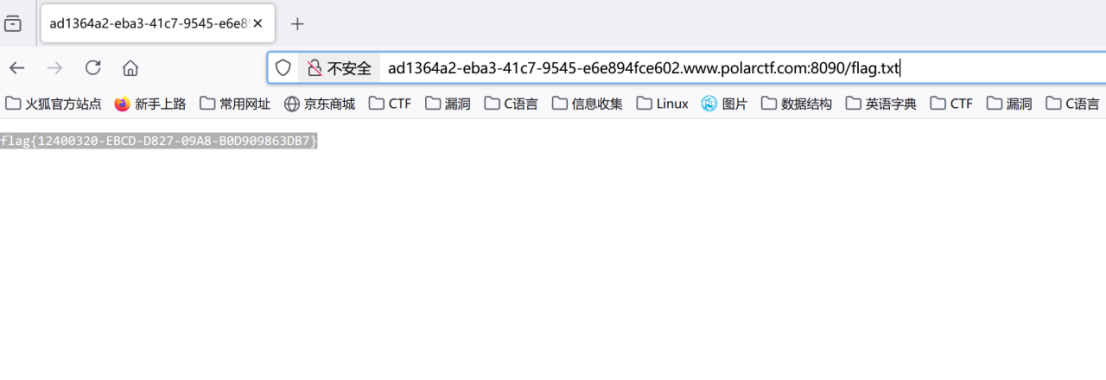 ad1364a2-eba3-41c7-9545-e6e8
不安全 ad1364a2-eba3-41c7-9545-e6e894fce602.www.polarctf.com:8090/flag.txt
火狐官方站点 新手上路 常用网址 京东商城 CTF 漏洞 C语言 信息收集 Linux 图片 数据结构 英语字典 CTF 漏洞 C语言
flag{12400320-EBCD-D827-09A8-B0D909863DB7}